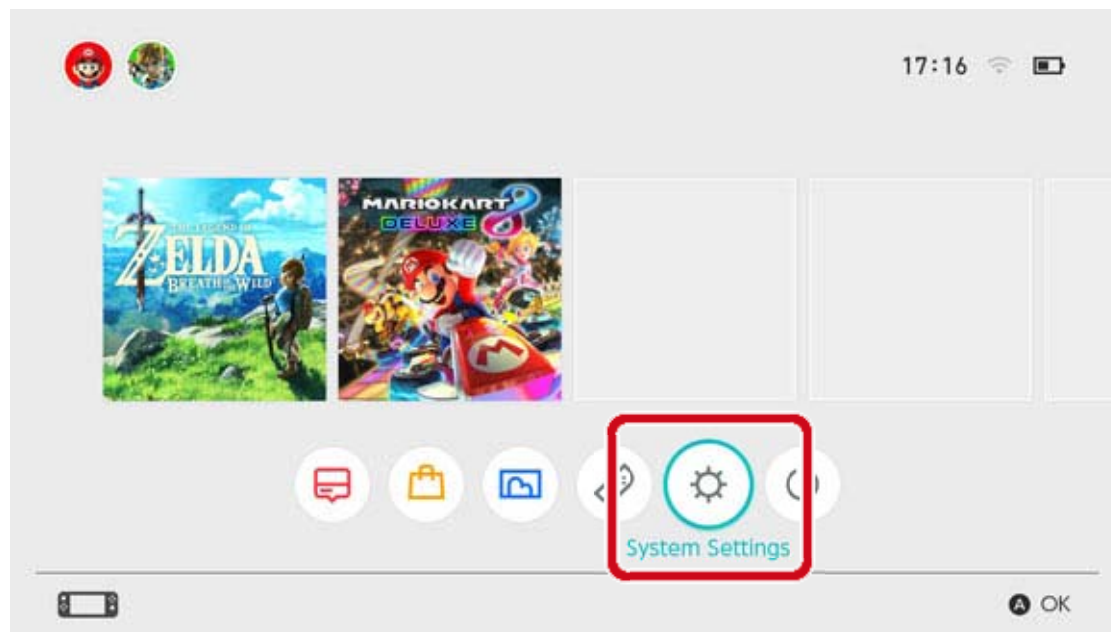 17:16
THE LEGEND OF
ZELDA
BREATH OF THE WILD
MARIOKART 8
DELUXE
M
System Settings
A OK